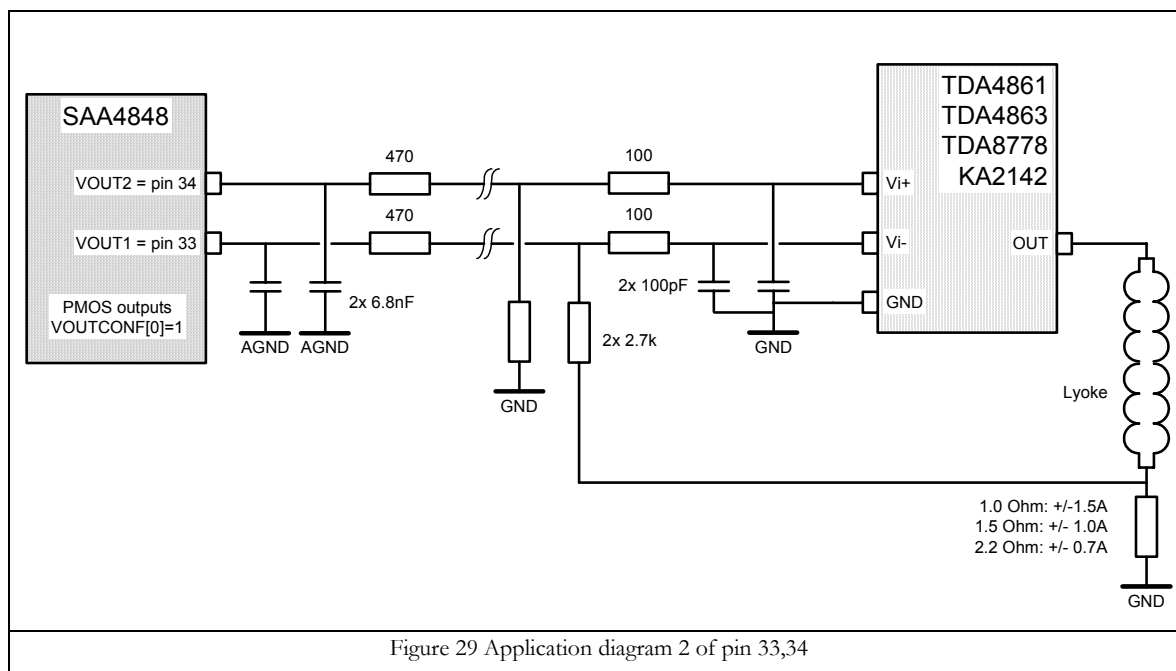 SAA4848
VOUT2 = pin 34
VOUT1 = pin 33
PMOS outputs
VOUTCONF[0]=1
AGND
AGND
2x 6.8nF
470
470
GND
2x 2.7k
100
100
2x 100pF
GND
TDA4861
TDA4863
TDA8778
KA2142
Vi+
Vi-
GND
OUT
Lyoke
1.0 Ohm: +/-1.5A
1.5 Ohm: +/- 1.0A
2.2 Ohm: +/- 0.7A
GND
Figure 29 Application diagram 2 of pin 33,34